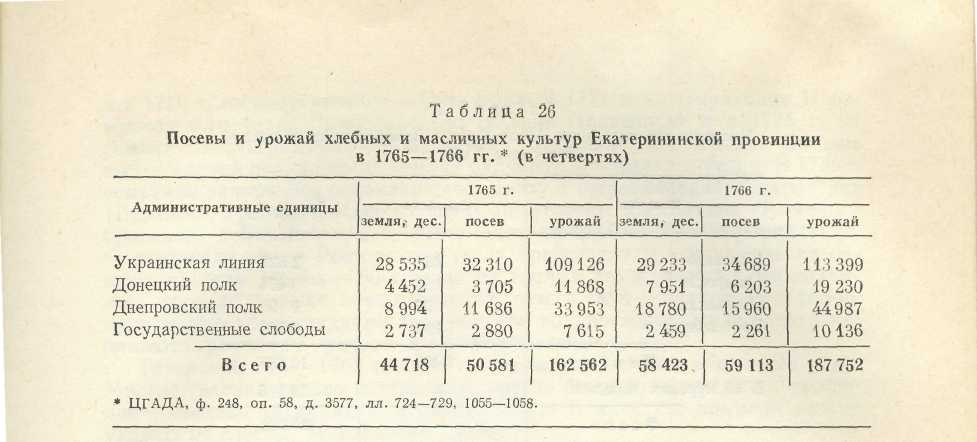 Таблица 26
Посевы и урожай хлебных и масличных культур Екатерининской провинции
в 1765—1766 гг. * (в четвертях)
Административные единицы 1765 г. 1766 г.
земля, дес. посев урожай земля, дес. посев урожай
Украинская линия 28 535 32 310 109 126 29 233 34 689 113 399
Донецкий полк 4 452 3 705 11 868 7 951 6 203 19 230
Днепровский полк 8 994 11 686 33 953 18 780 15 960 44 987
Государственные слободы 2 737 2 880 7 615 2 459 2 261 10 136
Всего 44 718 50 581 162 562 58 423 59 113 187 752
* ЦГАДА, ф. 248, оп. 58, д. 3577, лл. 724—729, 1055—1058.